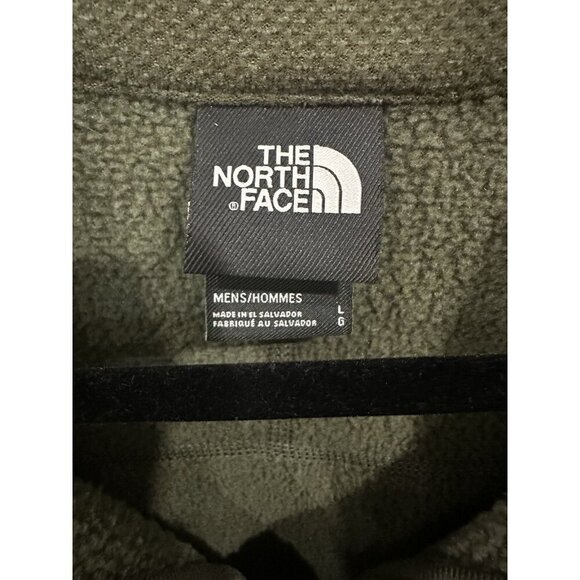 THE
NORTH
® FACE
MENS/HOMMES L
MADE IN EL SALVADOR G
FABRIQUÉ AU SALVADOR